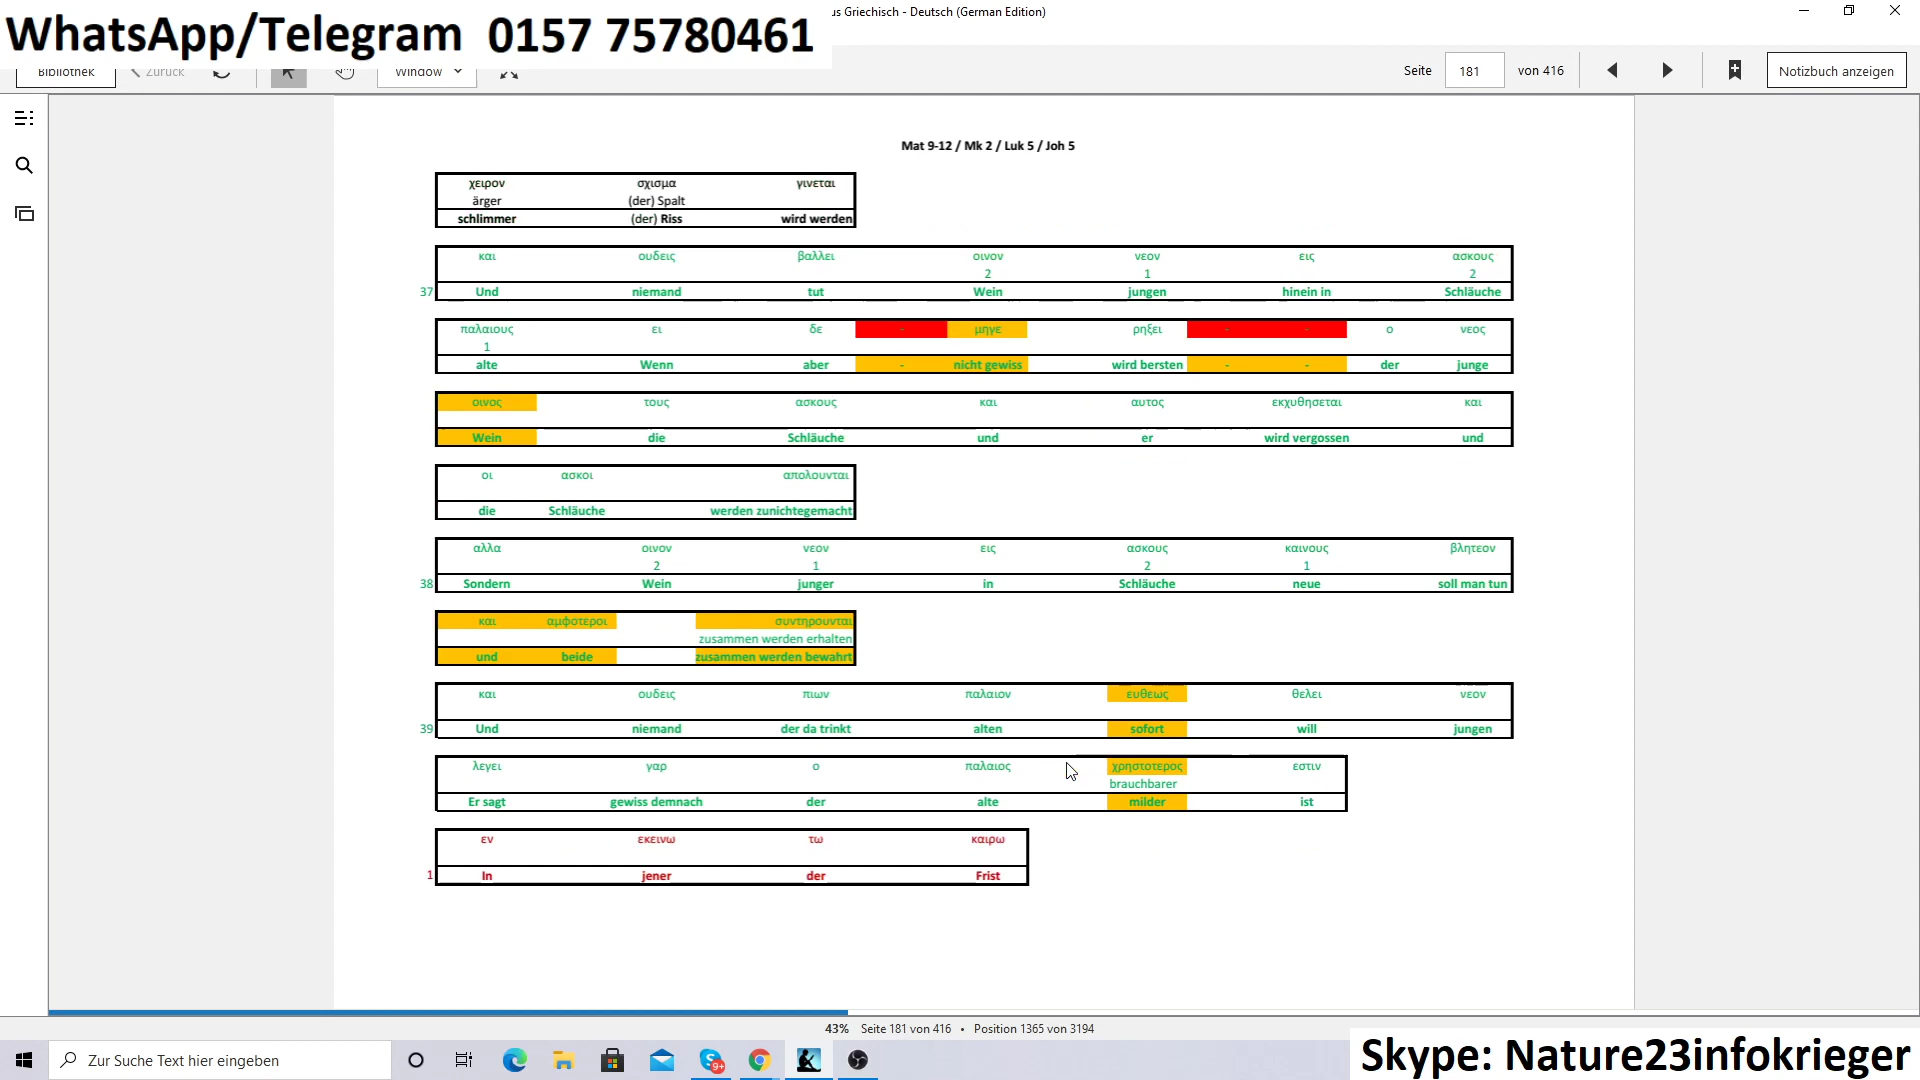 WhatsApp/Telegram 0157 75780461
us Griechisch - Deutsch (German Edition)
Bibliothek Zurück Window Seite 181 von 416 Notizbuch anzeigen
Mat 9-12 / Mk 2 / Luk 5 / Joh 5
χειρον σχισμα γινεται
ärger (der) Spalt
schlimmer (der) Riss wird werden
και ουδεις βαλλει οινον νεον εις ασκους
2 1 2
37 Und niemand tut Wein jungen hinein in Schläuche
παλαιους ει δε - μηγε ρηξει - - ο νεος
1
alte Wenn aber - nicht gewiss wird bersten - - der junge
οινος τους ασκους και αυτος εκχυθησεται και
Wein die Schläuche und er wird vergossen und
οι ασκοι απολουνται
die Schläuche werden zunichtegemacht
αλλα οινον νεον εις ασκους καινους βλητεον
2 1 2 1
38 Sondern Wein junger in Schläuche neue soll man tun
και αμφοτεροι συντηρουνται
zusammen werden erhalten
und beide zusammen werden bewahrt
και ουδεις πιων παλαιον ευθεως θελει νεον
39 Und niemand der da trinkt alten sofort will jungen
λεγει γαρ ο παλαιος χρηστοτερος εστιν
brauchbarer
Er sagt gewiss demnach der alte milder ist
εν εκεινω τω καιρω
1 In jener der Frist
43% Seite 181 von 416 • Position 1365 von 3194
Zur Suche Text hier eingeben
9+
Skype: Nature23infokrieger